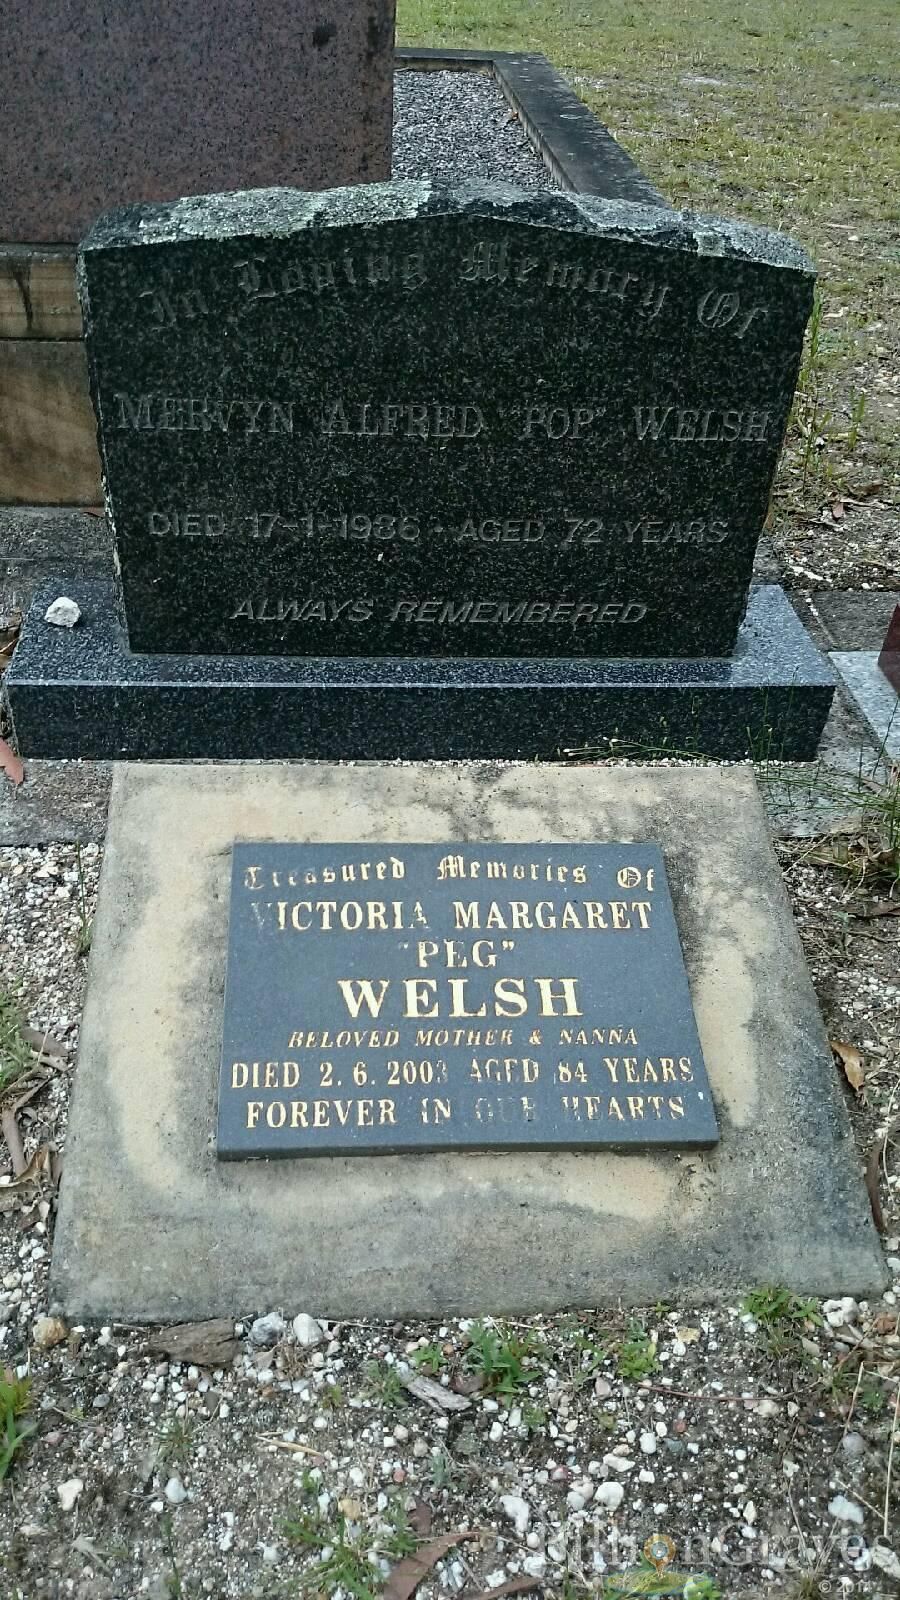 In Loving Memory Of
MERVYN ALFRED "POP" WELSH
DIED 17-1-1986 · AGED 72 YEARS
ALWAYS REMEMBERED
Treasured Memories Of
VICTORIA MARGARET
"PEG"
WELSH
BELOVED MOTHER & NANNA
DIED 2.6.2003 AGED 84 YEARS
FOREVER IN OUR HEARTS
BillionGraves